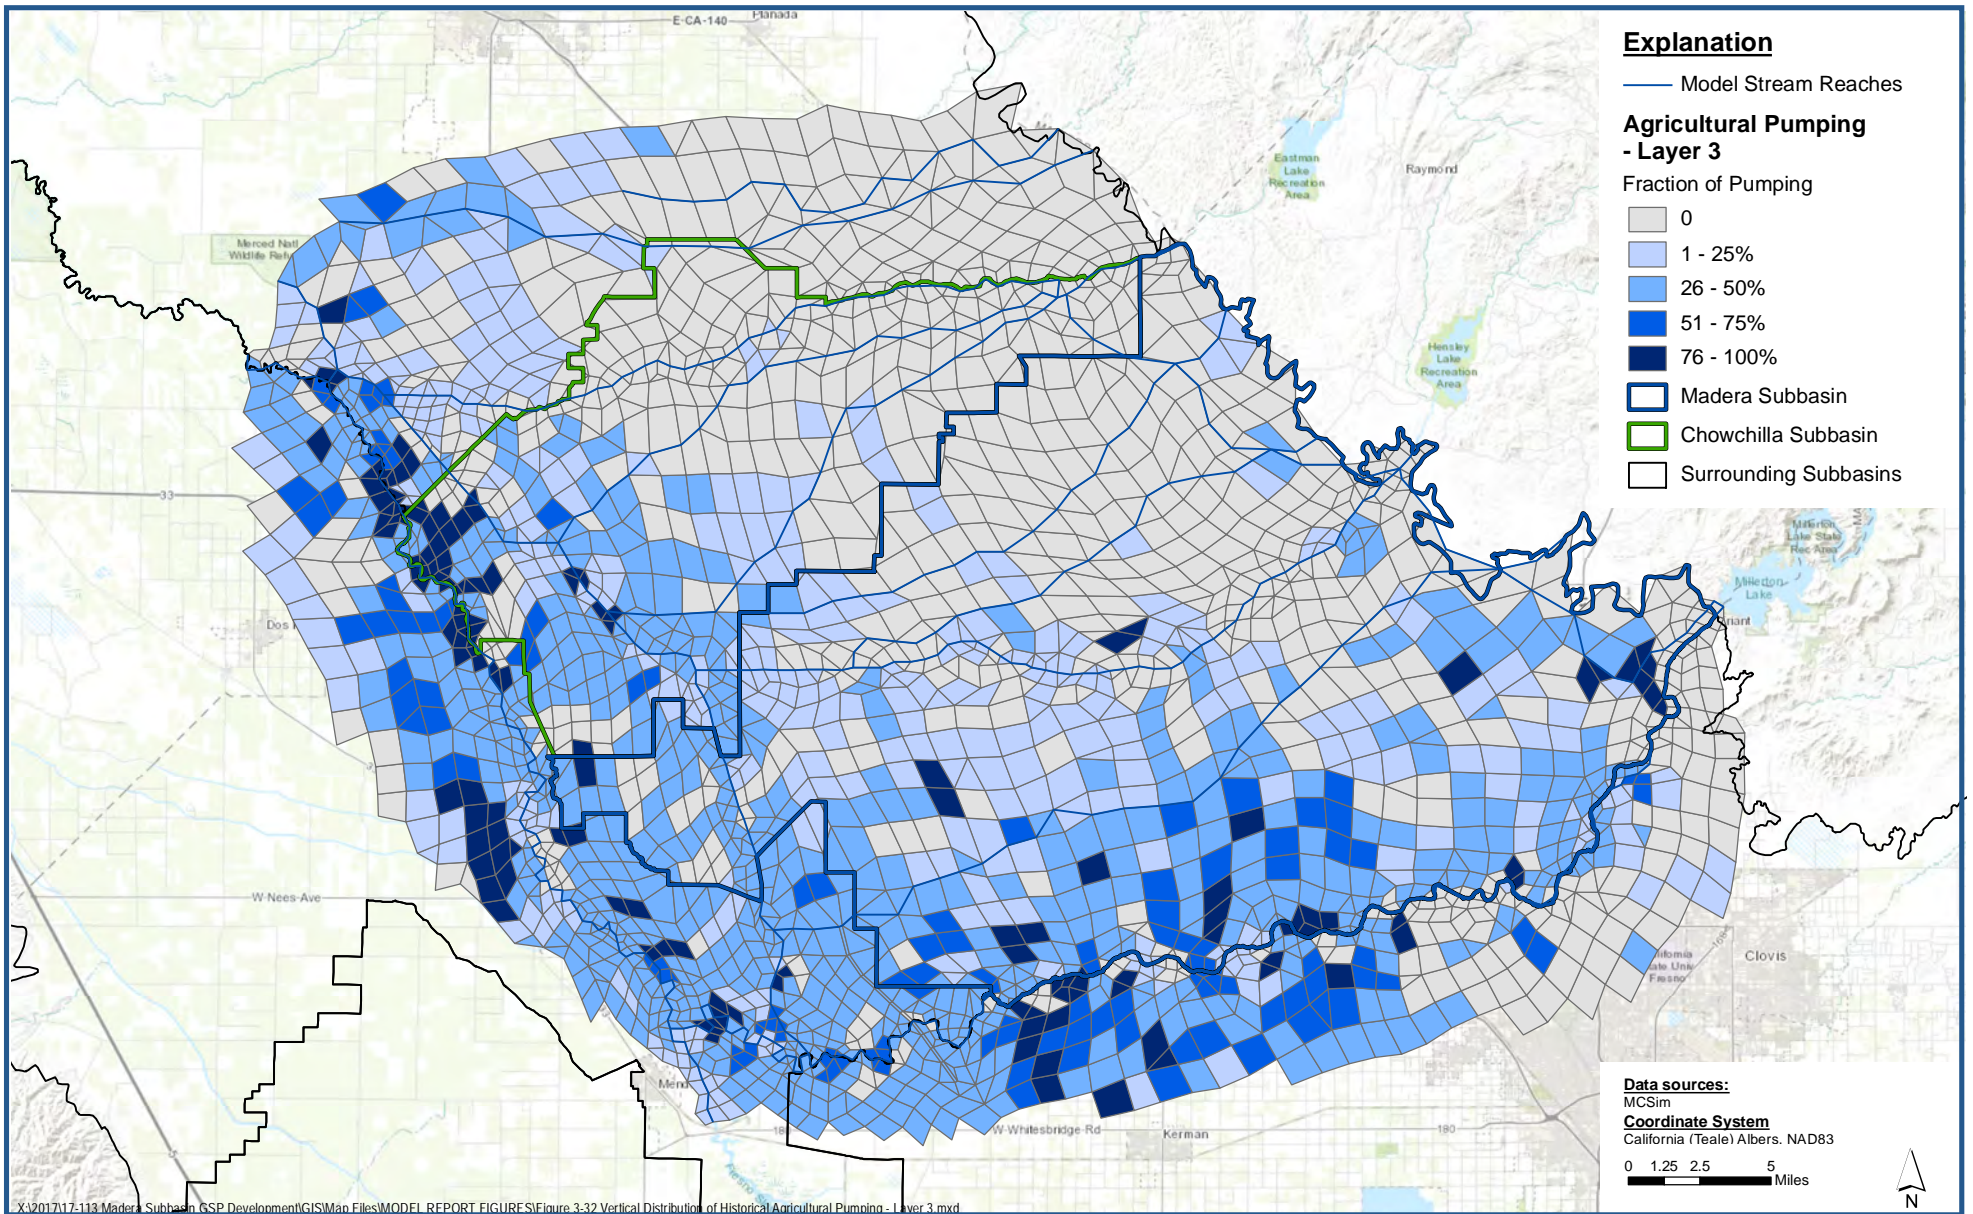 E-CA-140
Planada
Merced Natl
Wildlife Refu
Eastman
Lake
Recreation
Area
Raymond
Hensley
Lake
Recreation
Area
33
Dos
Millerton
Lake State
Rec Area
Millerton
Lake
riant
W Nees-Ave
Clovis
Fresno
Mend
180
W-Whitesbridge-Rd
Kerman
180
Explanation
Model Stream Reaches
Agricultural Pumping
- Layer 3
Fraction of Pumping
0
1 - 25%
26 - 50%
51 - 75%
76 - 100%
Madera Subbasin
Chowchilla Subbasin
Surrounding Subbasins
Data sources:
MCSim
Coordinate System
California (Teale) Albers, NAD83
0 1.25 2.5 5
Miles
N
X:\2017\17-113 Madera Subbasin GSP Development\GIS\Map Files\MODEL REPORT FIGURES\Figure 3-32 Vertical Distribution of Historical Agricultural Pumping - Layer 3.mxd